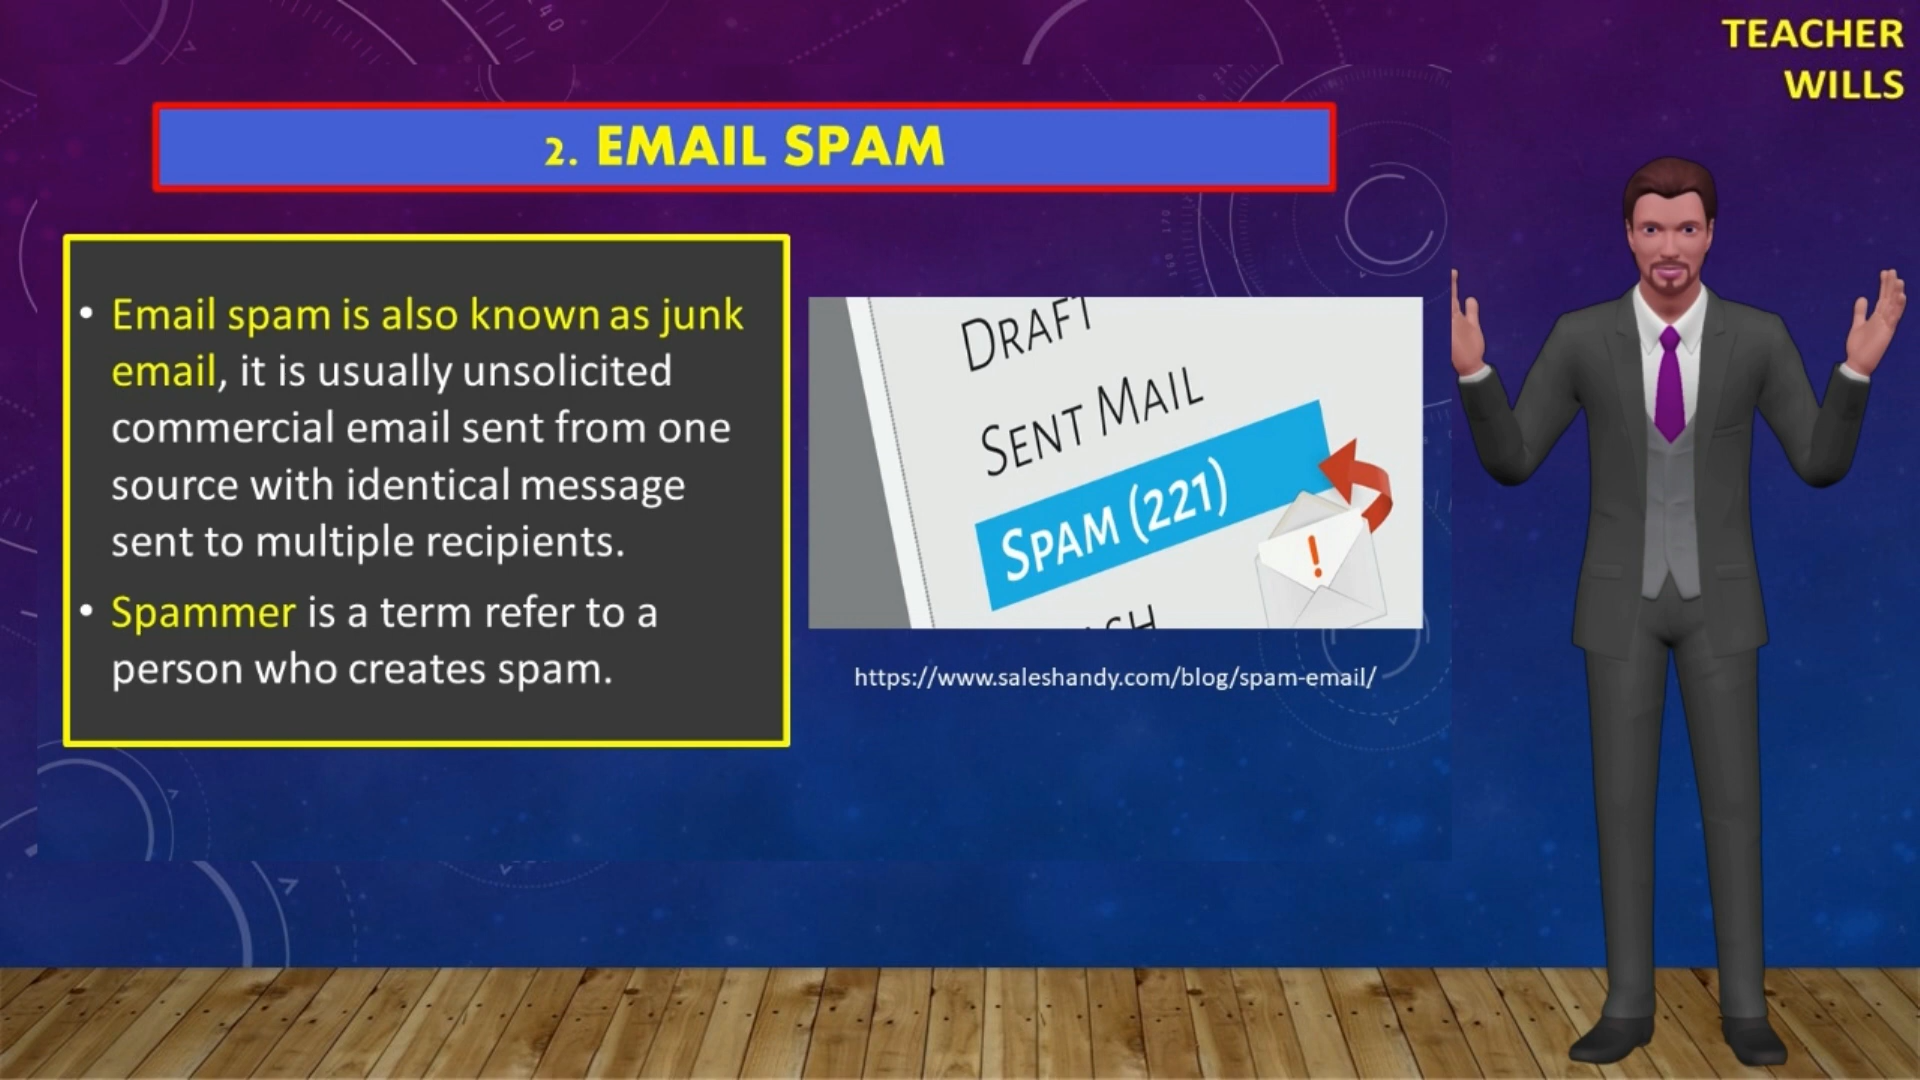 TEACHER
WILLS
2. EMAIL SPAM
• Email spam is also known as junk
email, it is usually unsolicited
commercial email sent from one
source with identical message
sent to multiple recipients.
• Spammer is a term refer to a
person who creates spam.
DRAFT
SENT MAIL
SPAM (221)
!
https://www.saleshandy.com/blog/spam-email/